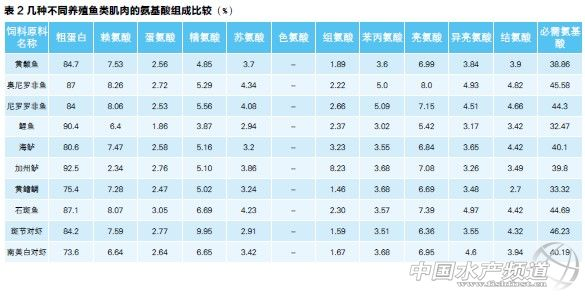 表 2 几种不同养殖鱼类肌肉的氨基酸组成比较（%）
饲料原料名称 粗蛋白 赖氨酸 蛋氨酸 精氨酸 苏氨酸 色氨酸 组氨酸 苯丙氨酸 亮氨酸 异亮氨酸 结氨酸 必需氨基酸
黄颡鱼 84.7 7.53 2.56 4.85 3.7 – 1.89 3.6 6.99 3.84 3.9 38.86
奥尼罗非鱼 87 8.26 2.72 5.29 4.34 2.22 5.0 8.0 4.93 4.82 45.58
尼罗罗非鱼 84 8.06 2.53 5.56 4.08 – 2.66 5.09 7.15 4.51 4.66 44.3
鲤鱼 90.4 6.4 1.86 3.87 2.94 – 2.37 3.02 5.42 3.17 3.42 32.47
海鲈 80.6 7.47 2.58 5.16 3.2 – 3.23 3.55 6.84 3.65 4.42 40.1
加州鲈 92.5 2.34 2.76 5.10 3.86 – 8.23 3.68 7.08 3.26 3.49 39.8
黄鳝鳞 75.4 7.28 2.47 5.02 3.24 – 1.46 3.68 6.69 3.48 2.7 33.32
石斑鱼 87.1 8.07 3.05 6.69 4.23 – 2.30 3.57 7.39 4.97 4.42 44.69
斑节对虾 84.2 7.59 2.77 9.95 2.91 – 1.59 3.51 6.36 3.55 4.32 46.23
南美白对虾 73.6 6.64 2.64 6.65 3.42 – 1.67 3.68 6.95 4.6 3.94 40.19
中国水产频道
www.fishfirst.cn